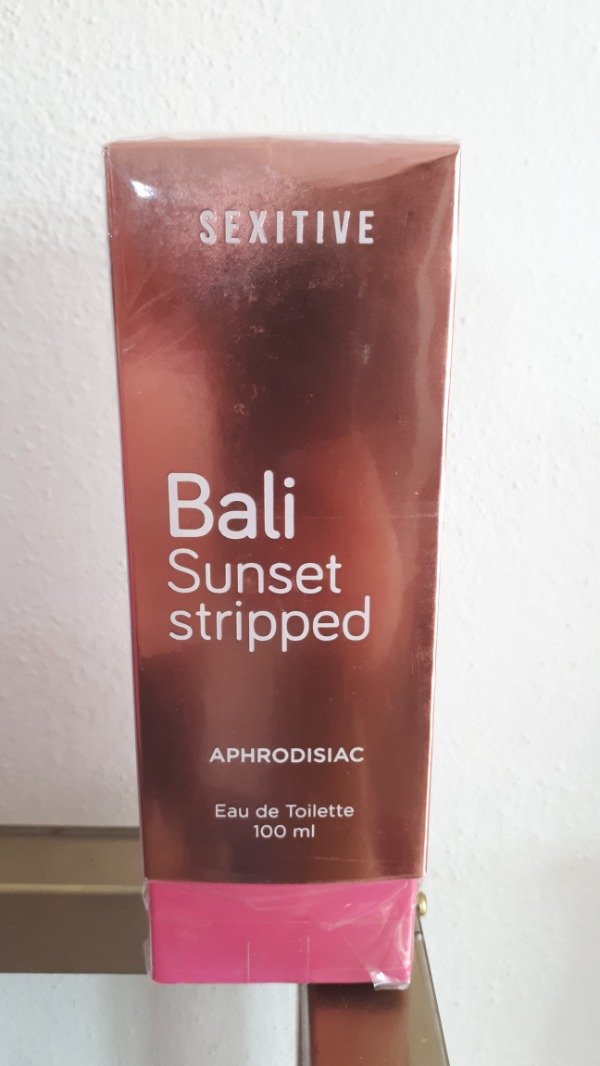 SEXITIVE
Bali
Sunset
stripped
APHRODISIAC
Eau de Toilette
100 ml